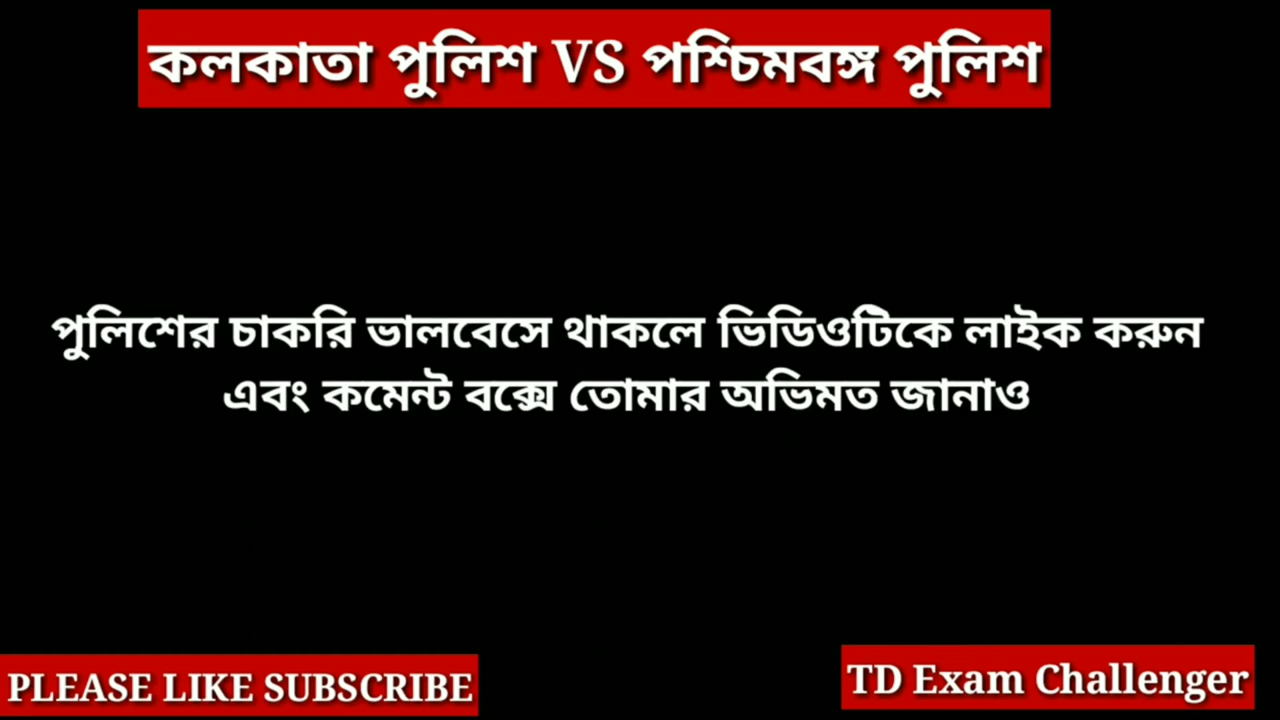 কলকাতা পুলিশ VS পশ্চিমবঙ্গ পুলিশ
পুলিশের চাকরি ভালবেসে থাকলে ভিডিওটিকে লাইক করুন
এবং কমেন্ট বক্সে তোমার অভিমত জানাও
PLEASE LIKE SUBSCRIBE
TD Exam Challenger